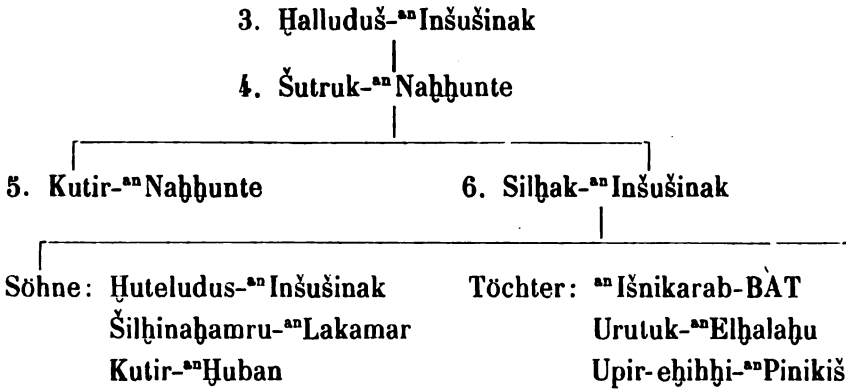 3. Ḫalluduš-ᵃⁿInšušinak
4. Šutruk-ᵃⁿNaḫḫunte
5. Kutir-ᵃⁿNaḫḫunte 6. Silḫak-ᵃⁿInšušinak
Söhne: Ḫuteludus-ᵃⁿInšušinak Töchter: ᵃⁿIšnikarab-BÀT
Šilḫinaḫamru-ᵃⁿLakamar Urutuk-ᵃⁿElḫalaḫu
Kutir-ᵃⁿḪuban Upir-eḫiḫḫi-ᵃⁿPinikiš